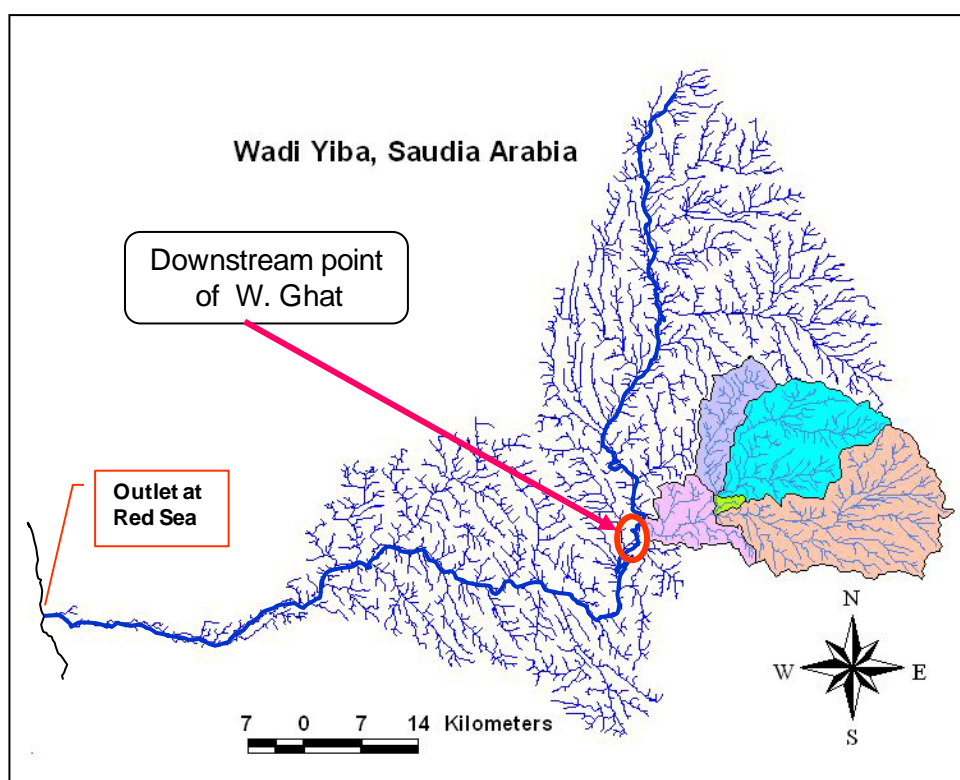 Wadi Yiba, Saudia Arabia
Downstream point
of W. Ghat
Outlet at
Red Sea
N
W
E
S
7 0 7 14 Kilometers